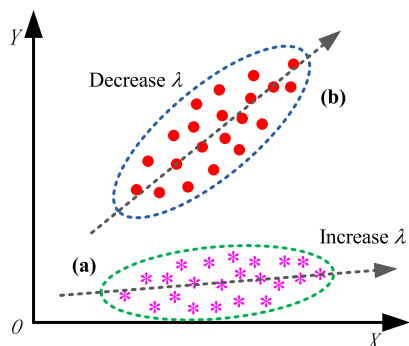 Y
Decrease λ
(b)
Increase λ
(a)
O
X